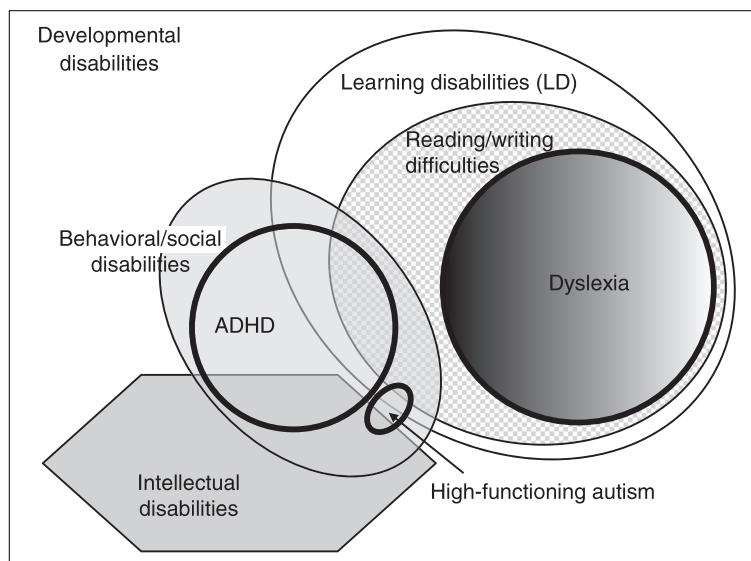 Developmental
disabilities
Learning disabilities (LD)
Reading/writing
difficulties
Behavioral/social
disabilities
Dyslexia
ADHD
Intellectual
disabilities
High-functioning autism